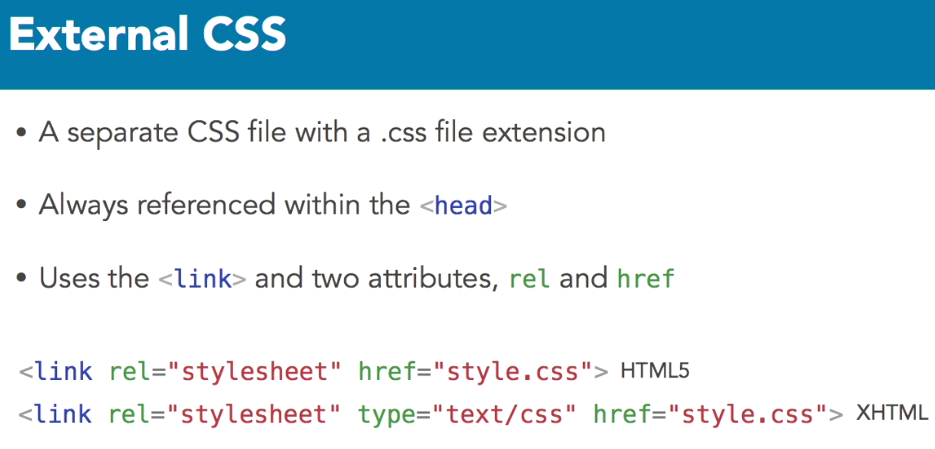 External CSS
• A separate CSS file with a .css file extension
• Always referenced within the <head>
• Uses the <link> and two attributes, rel and href
<link rel="stylesheet" href="style.css"> HTML5
<link rel="stylesheet" type="text/css" href="style.css"> XHTML